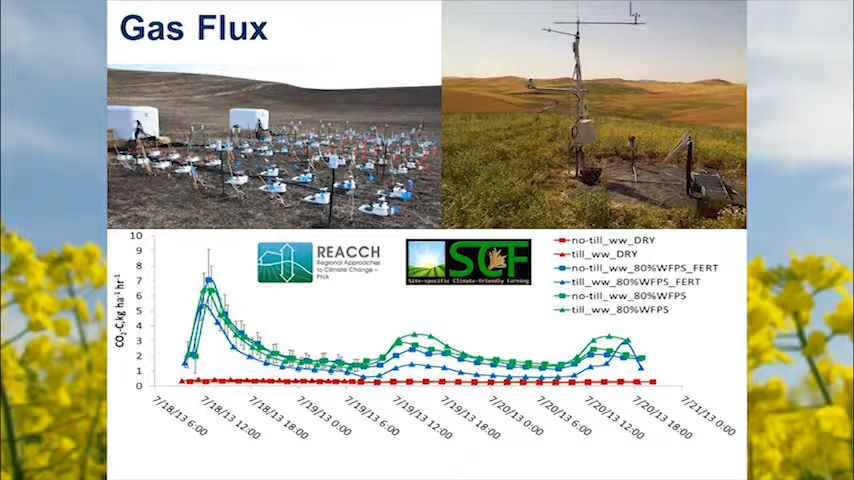 Gas Flux
REACCH
Regional Approaches
to Climate Change –
PNA
SCF
Site-specific Climate-friendly Farming
no-till_ww_DRY
till_ww_DRY
no-till_ww_80%WFPS_FERT
till_ww_80%WFPS_FERT
no-till_ww_80%WFPS
till_ww_80%WFPS
CO₂-C,kg ha⁻¹ hr⁻¹
10
9
8
7
6
5
4
3
2
1
0
7/18/13 6:00
7/18/13 12:00
7/18/13 18:00
7/19/13 0:00
7/19/13 6:00
7/19/13 12:00
7/19/13 18:00
7/20/13 0:00
7/20/13 6:00
7/20/13 12:00
7/20/13 18:00
7/21/13 0:00